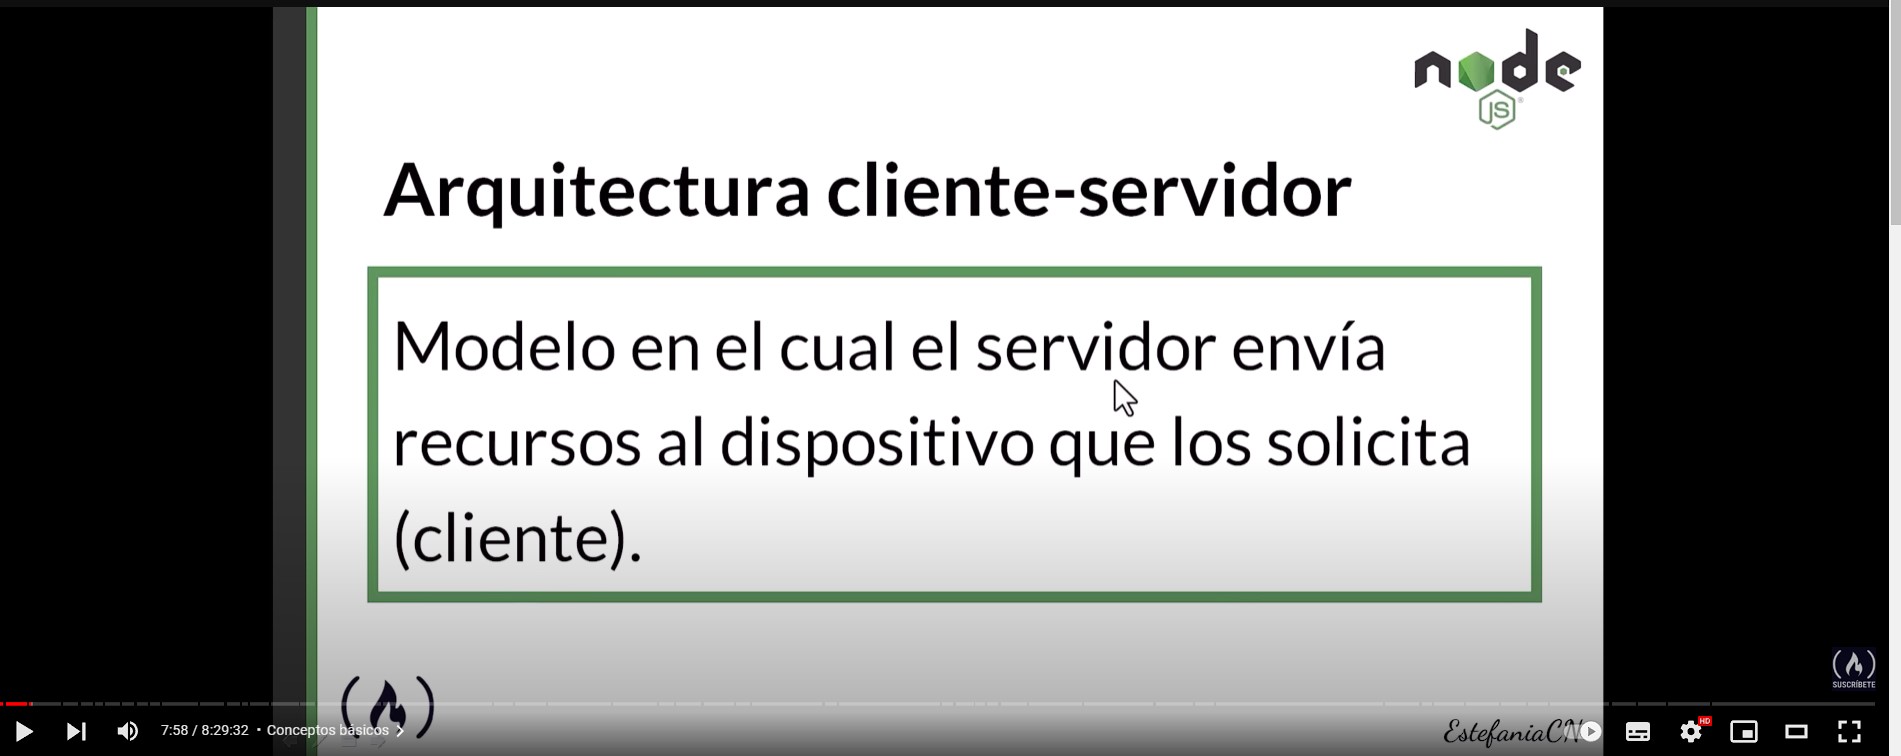 node
JS
Arquitectura cliente-servidor
Modelo en el cual el servidor envía
recursos al dispositivo que los solicita
(cliente).
SUSCRÍBETE
EstefaniaCN
7:58 / 8:29:32 • Conceptos básicos
HD